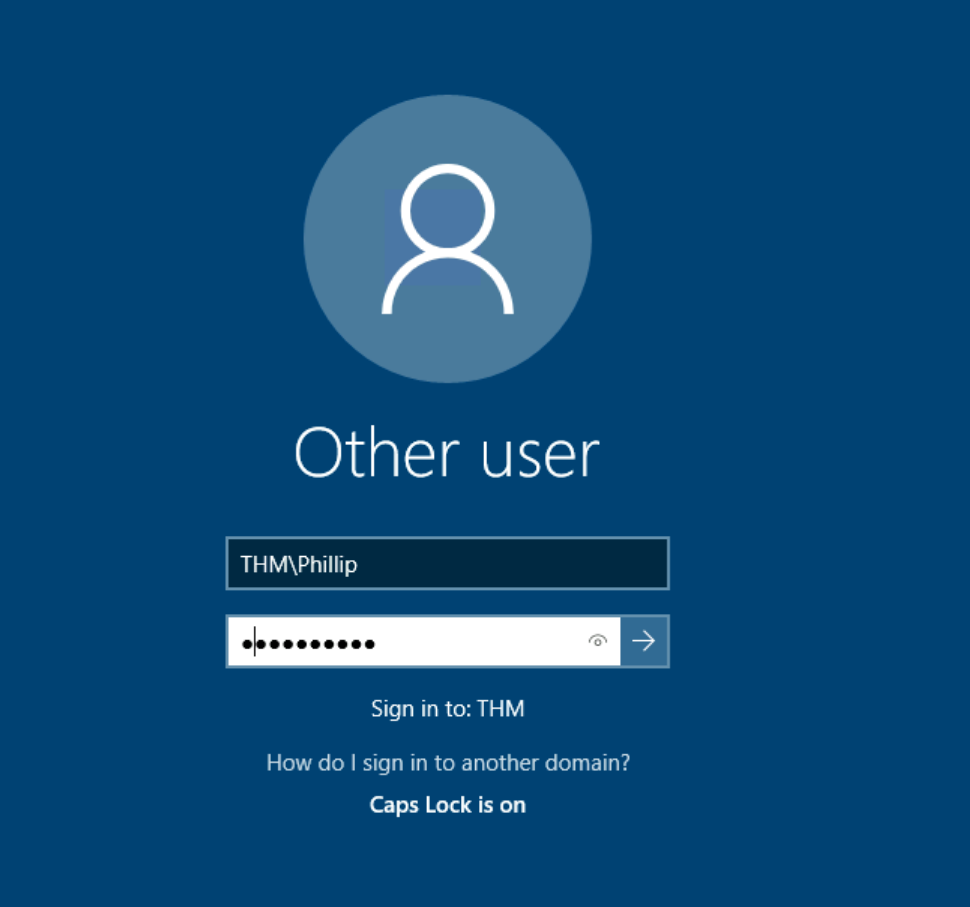 Other user
THM\Phillip
●●●●●●●●●●
Sign in to: THM
How do I sign in to another domain?
Caps Lock is on